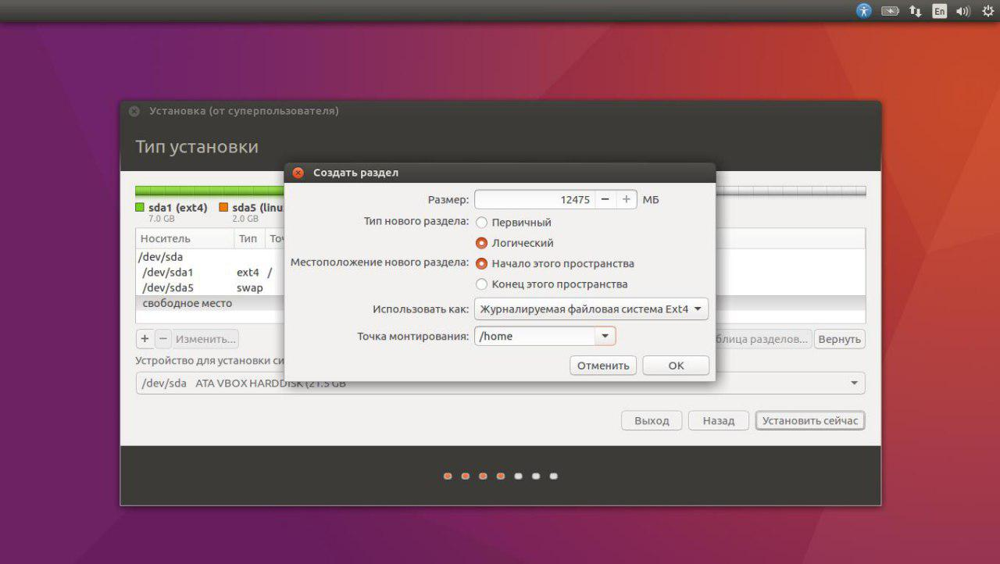 En
Установка (от суперпользователя)
Тип установки
Создать раздел
Размер: 12475 МБ
Тип нового раздела: Первичный
Логический
Местоположение нового раздела: Начало этого пространства
Конец этого пространства
Использовать как: Журналируемая файловая система Ext4
Точка монтирования: /home
Отменить OK
sda1 (ext4) sda5 (linu
7.0 GB 2.0 GB
Носитель Тип Точ
/dev/sda
/dev/sda1 ext4 /
/dev/sda5 swap
свободное место
+ − Изменить... блица разделов... Вернуть
Устройство для установки си
/dev/sda ATA VBOX HARDDISK (21.5 GB
Выход Назад Установить сейчас